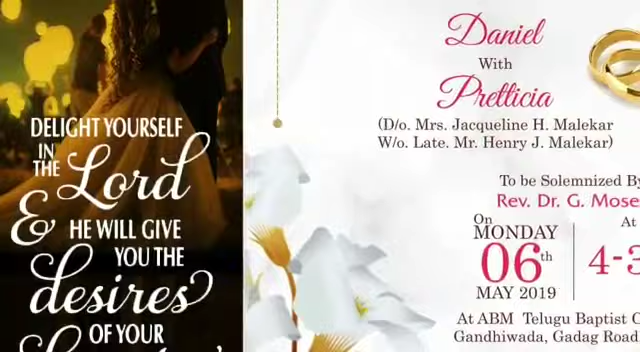 DELIGHT YOURSELF
IN
THE Lord
& HE WILL GIVE
YOU THE
desires
OF YOUR
Daniel
With
Pretticia
(D/o. Mrs. Jacqueline H. Malekar
W/o. Late. Mr. Henry J. Malekar)
To be Solemnized By
Rev. Dr. G. Mose
On
MONDAY
06th
MAY 2019
At
4-3
At ABM Telugu Baptist C
Gandhiwada, Gadag Road